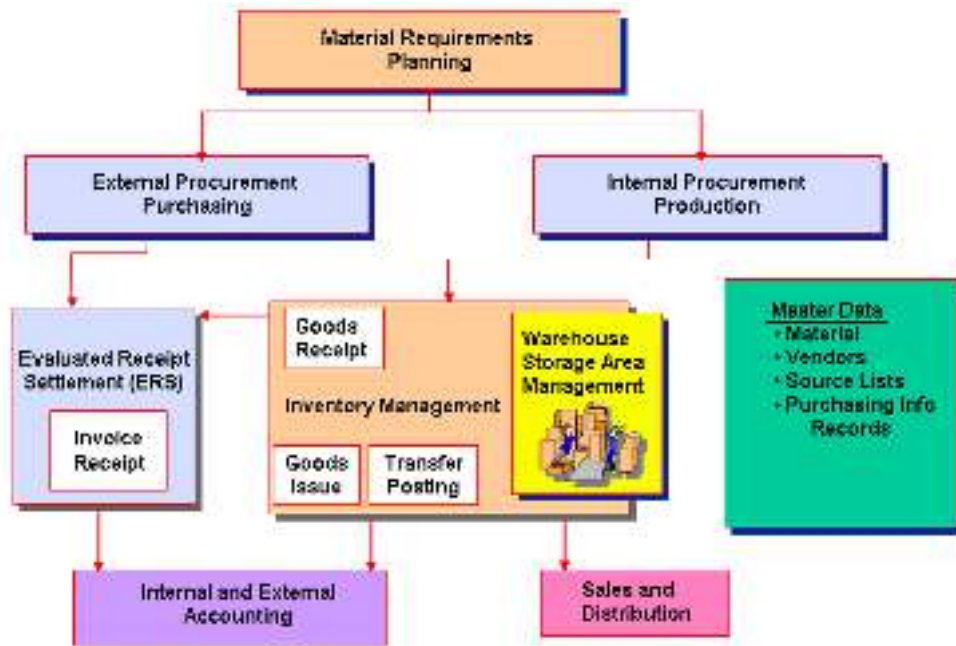 Material Requirements
Planning
External Procurement
Purchasing
Internal Procurement
Production
Evaluated Receipt
Settlement (ERS)
Invoice
Receipt
Goods
Receipt
Inventory Management
Goods
Issue
Transfer
Posting
Warehouse
Storage Area
Management
Master Data
• Material
• Vendors
• Source Lists
• Purchasing Info
Records
Internal and External
Accounting
Sales and
Distribution